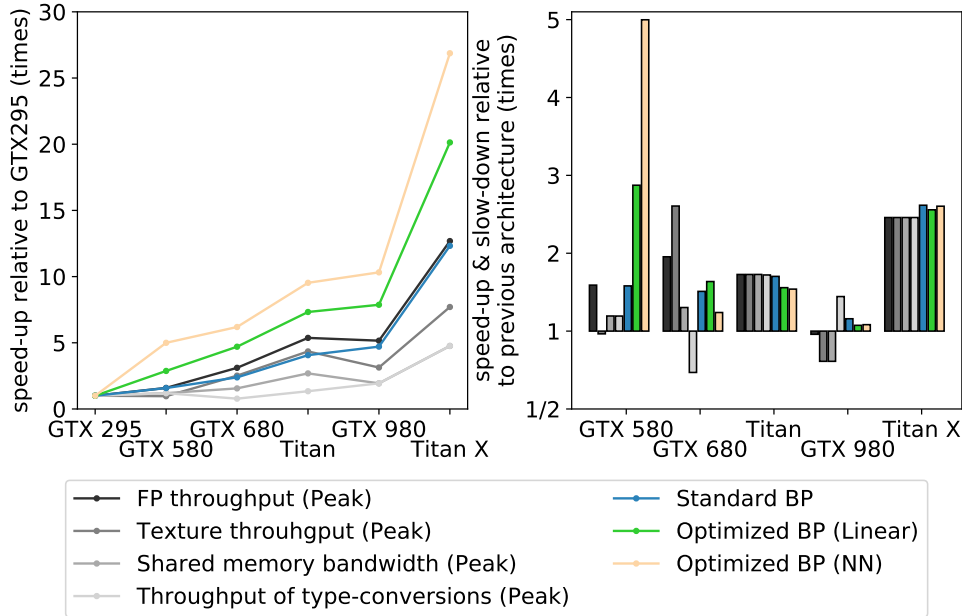 speed-up relative to GTX295 (times)
30
25
20
15
10
5
0
GTX 295
GTX 580
GTX 680
Titan
GTX 980
Titan X
speed-up & slow-down relative
to previous architecture (times)
5
4
3
2
1
1/2
GTX 580
GTX 680
Titan
GTX 980
Titan X
FP throughput (Peak)
Texture throuhgput (Peak)
Shared memory bandwidth (Peak)
Throughput of type-conversions (Peak)
Standard BP
Optimized BP (Linear)
Optimized BP (NN)